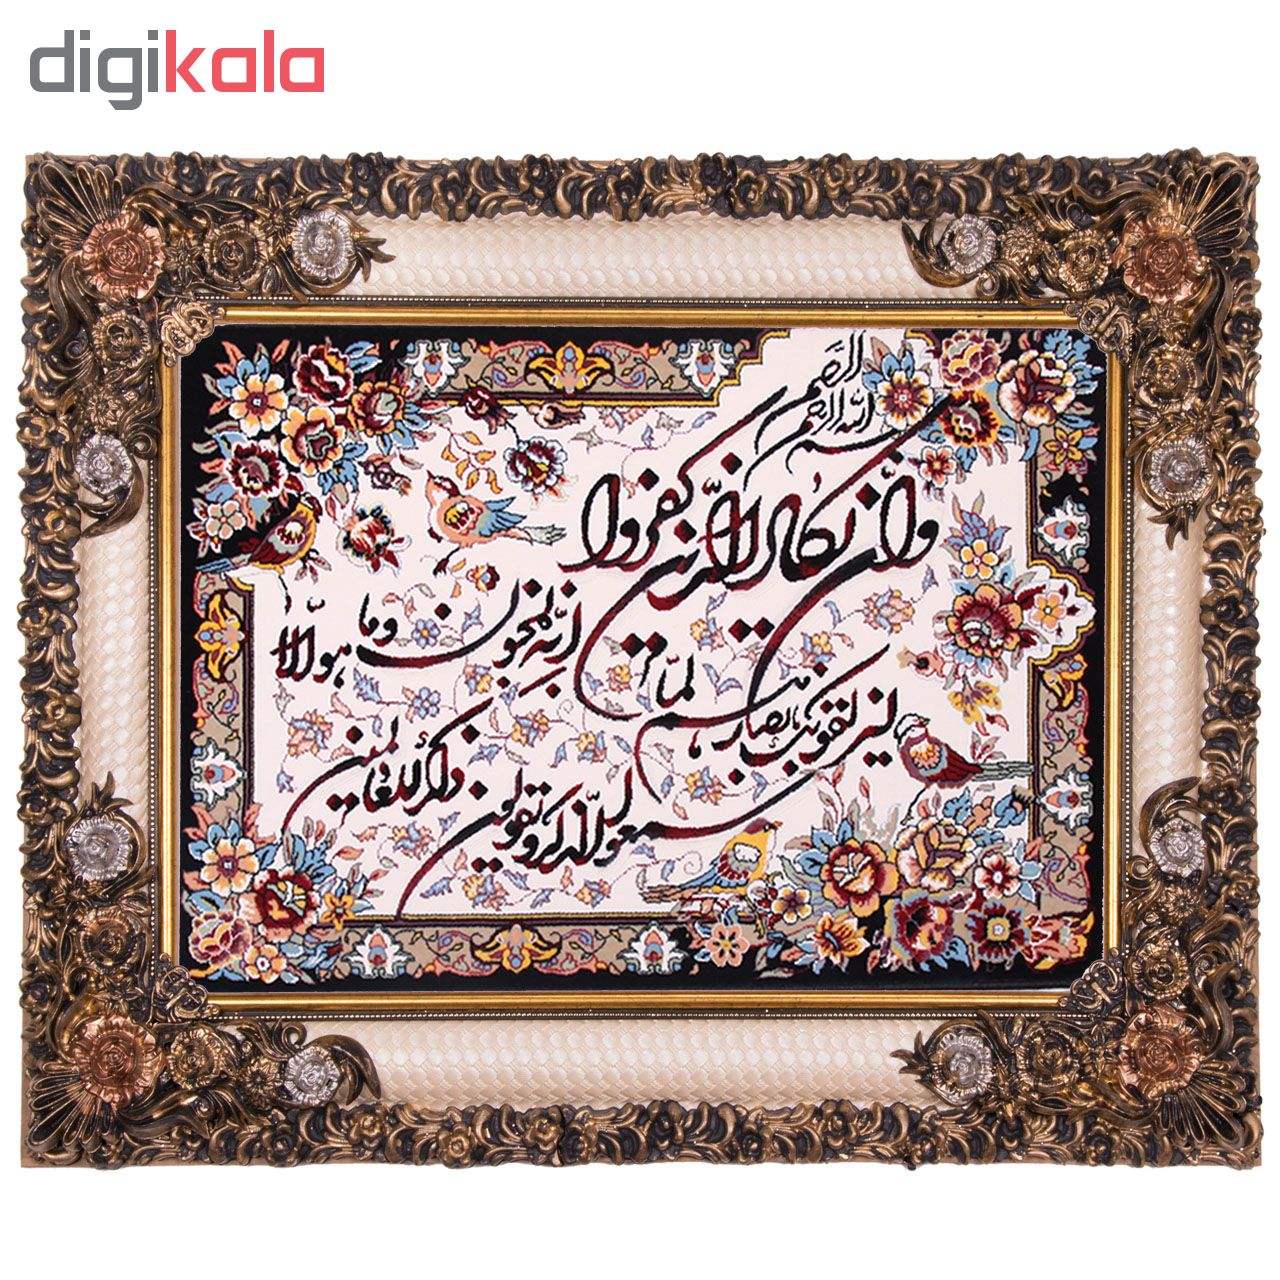 digikala
بسم الله الرحمن الرحیم
وان یکاد الذین کفروا
لیزلقونک بابصارهم لما
سمعوا الذکر و یقولون
انه لمجنون وما هو الا
ذکر للعالمین